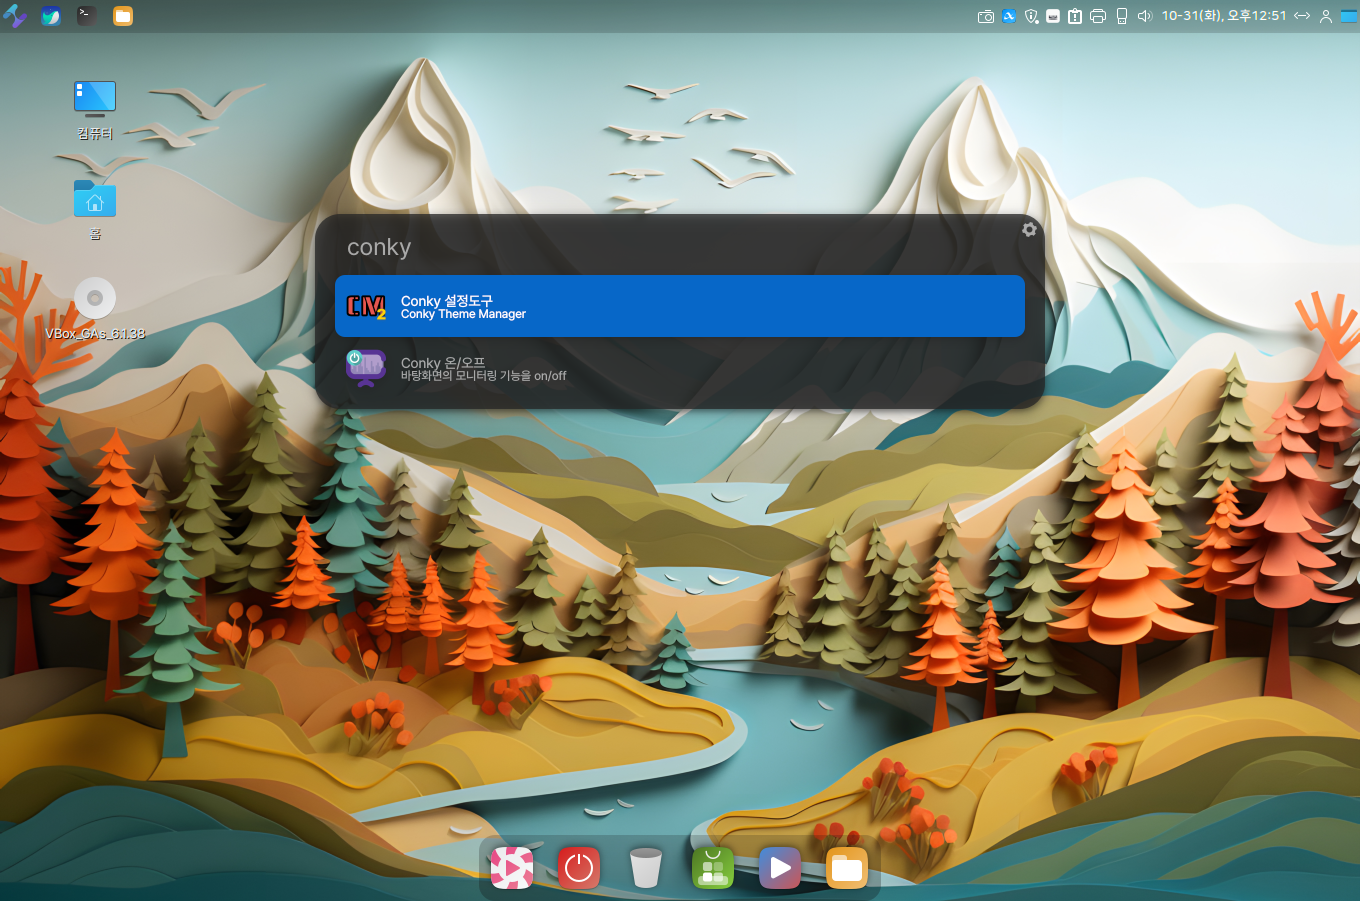 10-31(화), 오후12:51
컴퓨터
홈
VBox_GAs_6.1.38
conky
Conky 설정도구
Conky Theme Manager
Conky 온/오프
바탕화면의 모니터링 기능을 on/off